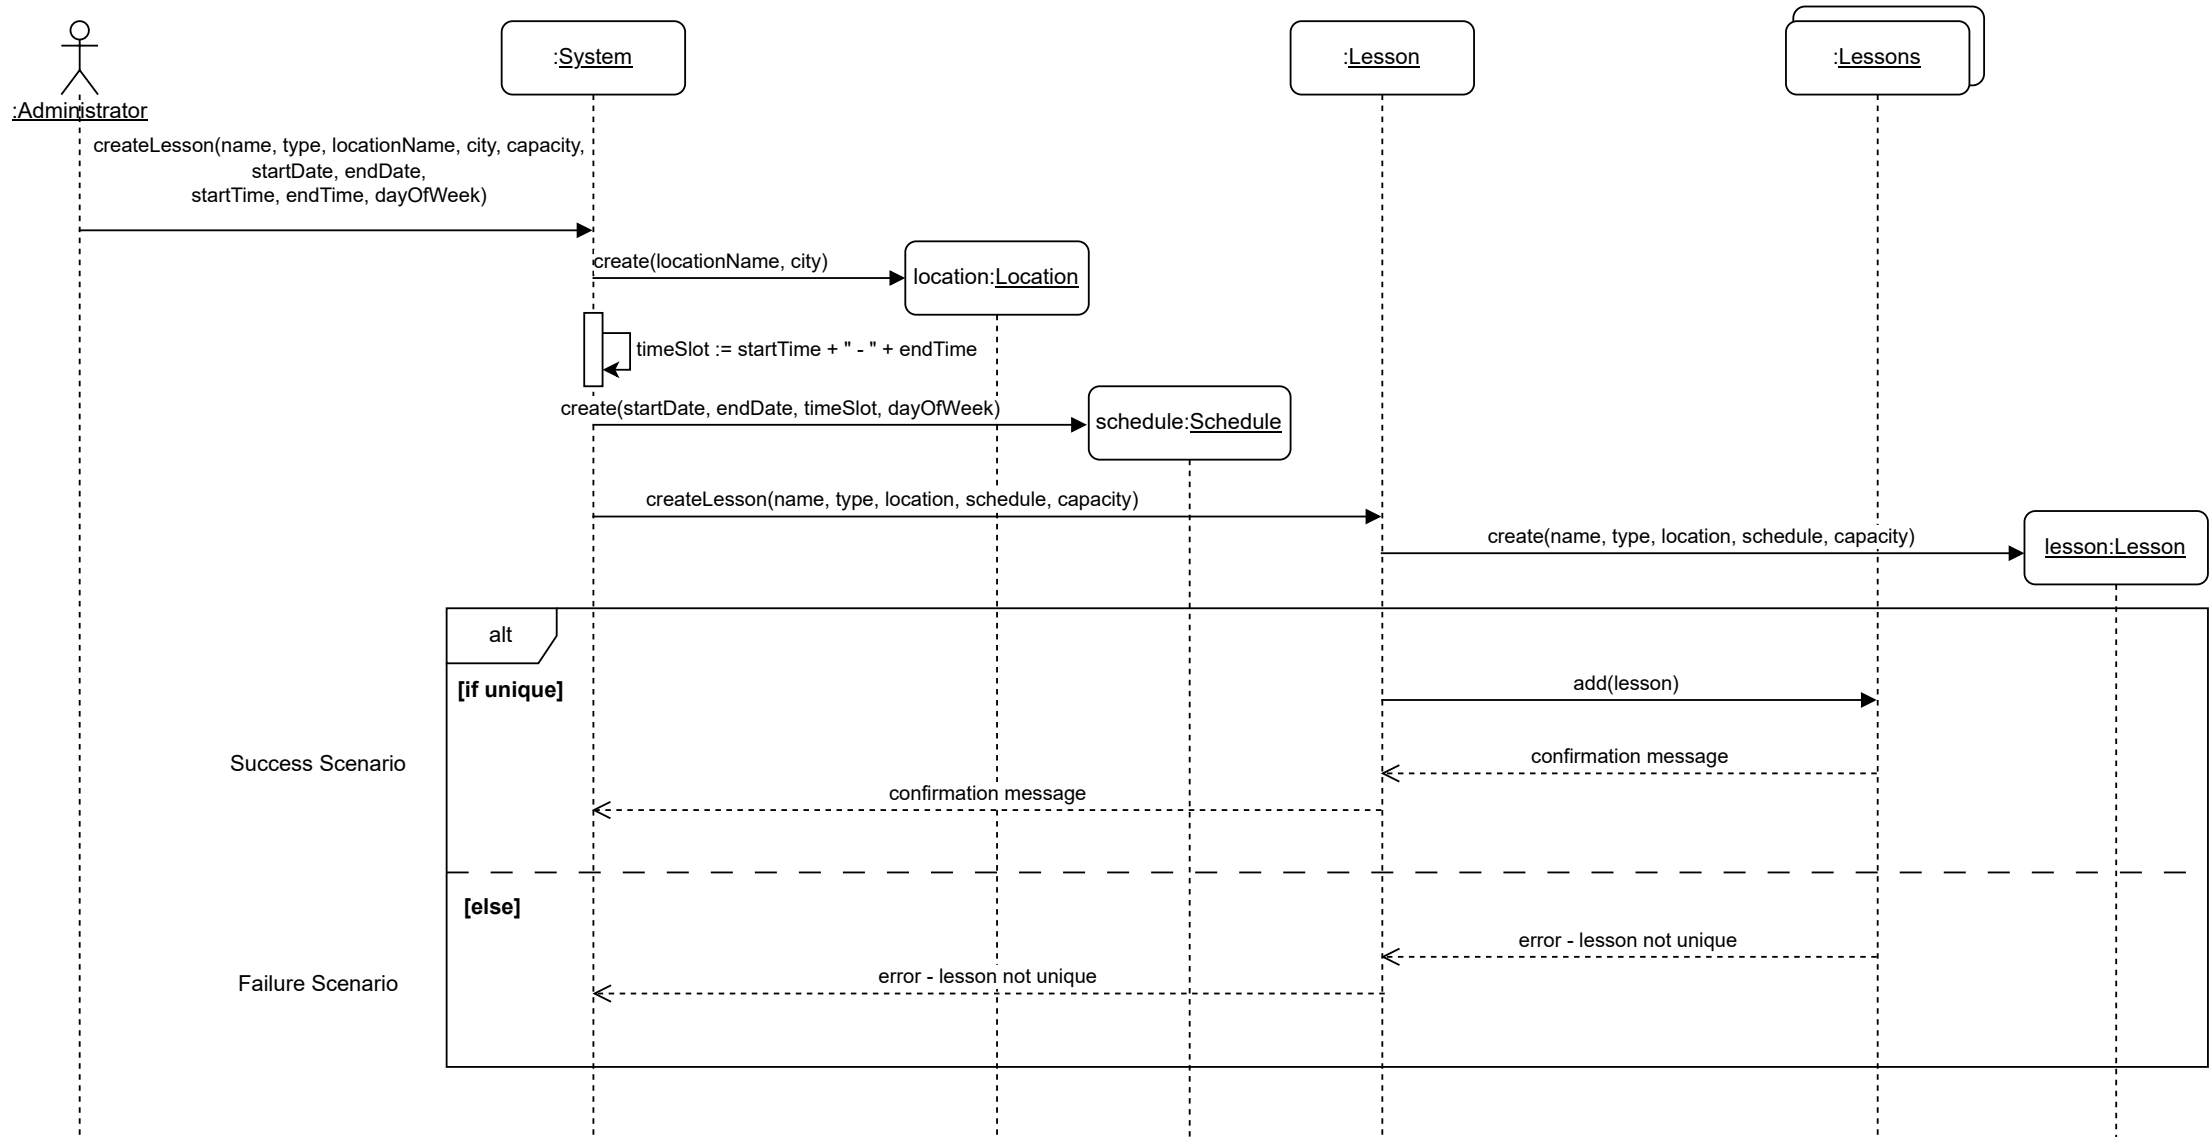 :System
:Lesson
:Lessons
:Administrator
createLesson(name, type, locationName, city, capacity,
startDate, endDate,
startTime, endTime, dayOfWeek)
create(locationName, city)
location:Location
timeSlot := startTime + " - " + endTime
create(startDate, endDate, timeSlot, dayOfWeek)
schedule:Schedule
createLesson(name, type, location, schedule, capacity)
create(name, type, location, schedule, capacity)
lesson:Lesson
alt
[if unique]
add(lesson)
Success Scenario
confirmation message
confirmation message
[else]
error - lesson not unique
Failure Scenario
error - lesson not unique